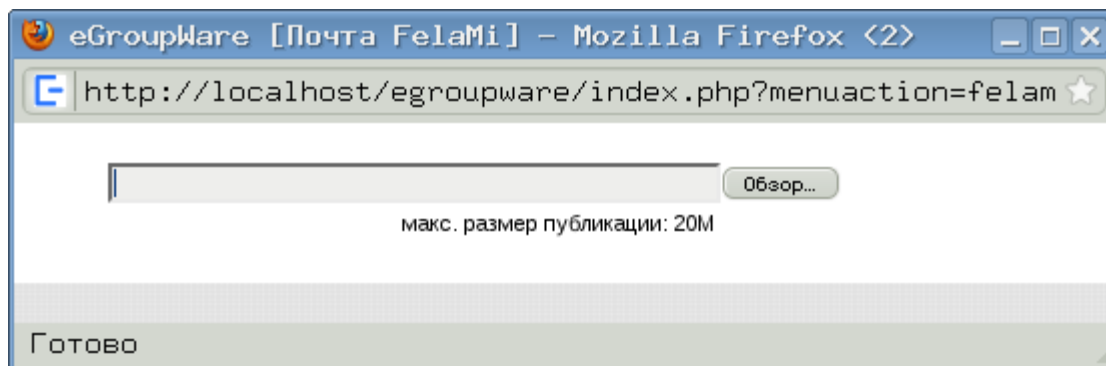 eGroupWare [Почта FelaMi] - Mozilla Firefox <2>
http://localhost/egroupware/index.php?menuaction=felam
Обзор...
макс. размер публикации: 20M
Готово